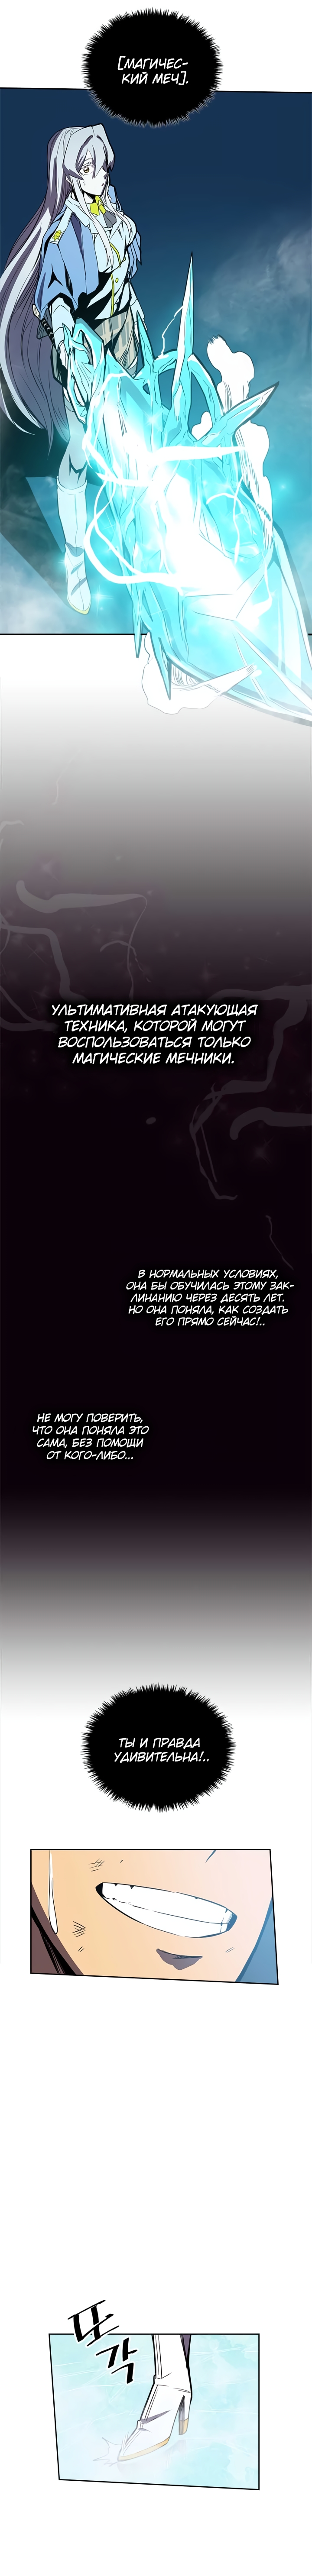 [МАГИЧЕС-
КИЙ МЕЧ].
УЛЬТИМАТИВНАЯ АТАКУЮЩАЯ
ТЕХНИКА, КОТОРОЙ МОГУТ
ВОСПОЛЬЗОВАТЬСЯ ТОЛЬКО
МАГИЧЕСКИЕ МЕЧНИКИ.
В НОРМАЛЬНЫХ УСЛОВИЯХ,
ОНА БЫ ОБУЧИЛАСЬ ЭТОМУ ЗАК-
ЛИНАНИЮ ЧЕРЕЗ ДЕСЯТЬ ЛЕТ.
НО ОНА ПОНЯЛА, КАК СОЗДАТЬ
ЕГО ПРЯМО СЕЙЧАС!..
НЕ МОГУ ПОВЕРИТЬ,
ЧТО ОНА ПОНЯЛА ЭТО
САМА, БЕЗ ПОМОЩИ
ОТ КОГО-ЛИБО...
ТЫ И ПРАВДА
УДИВИТЕЛЬНА!..
또
각